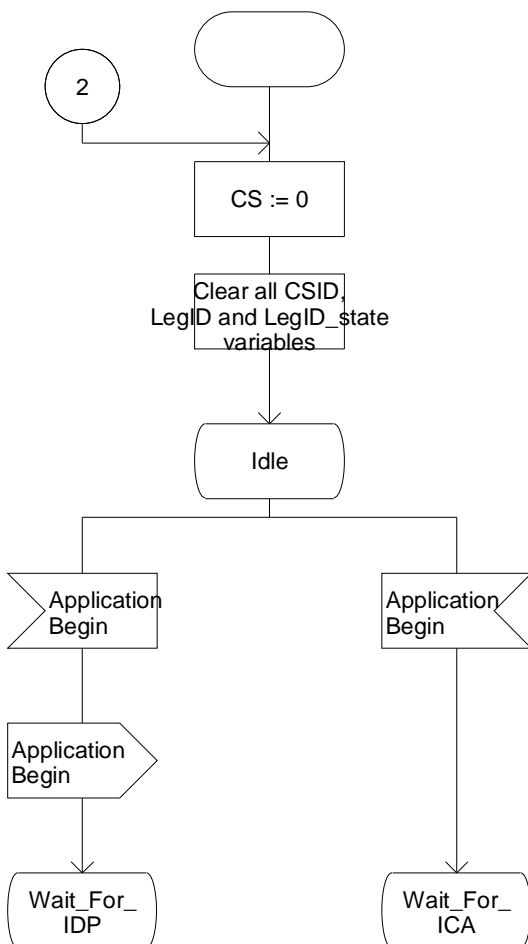 2
CS := 0
Clear all CSID,
LegID and LegID_state
variables
Idle
Application
Begin
Application
Begin
Application
Begin
Wait_For_
IDP
Wait_For_
ICA